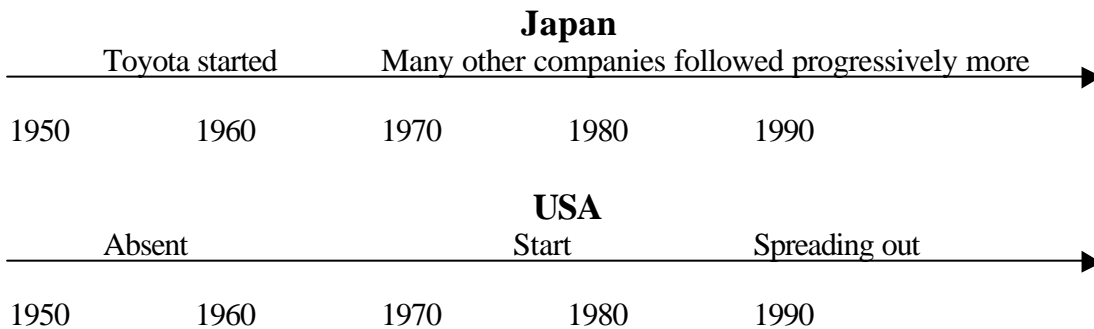 Japan
Toyota started Many other companies followed progressively more
1950 1960 1970 1980 1990
USA
Absent Start Spreading out
1950 1960 1970 1980 1990